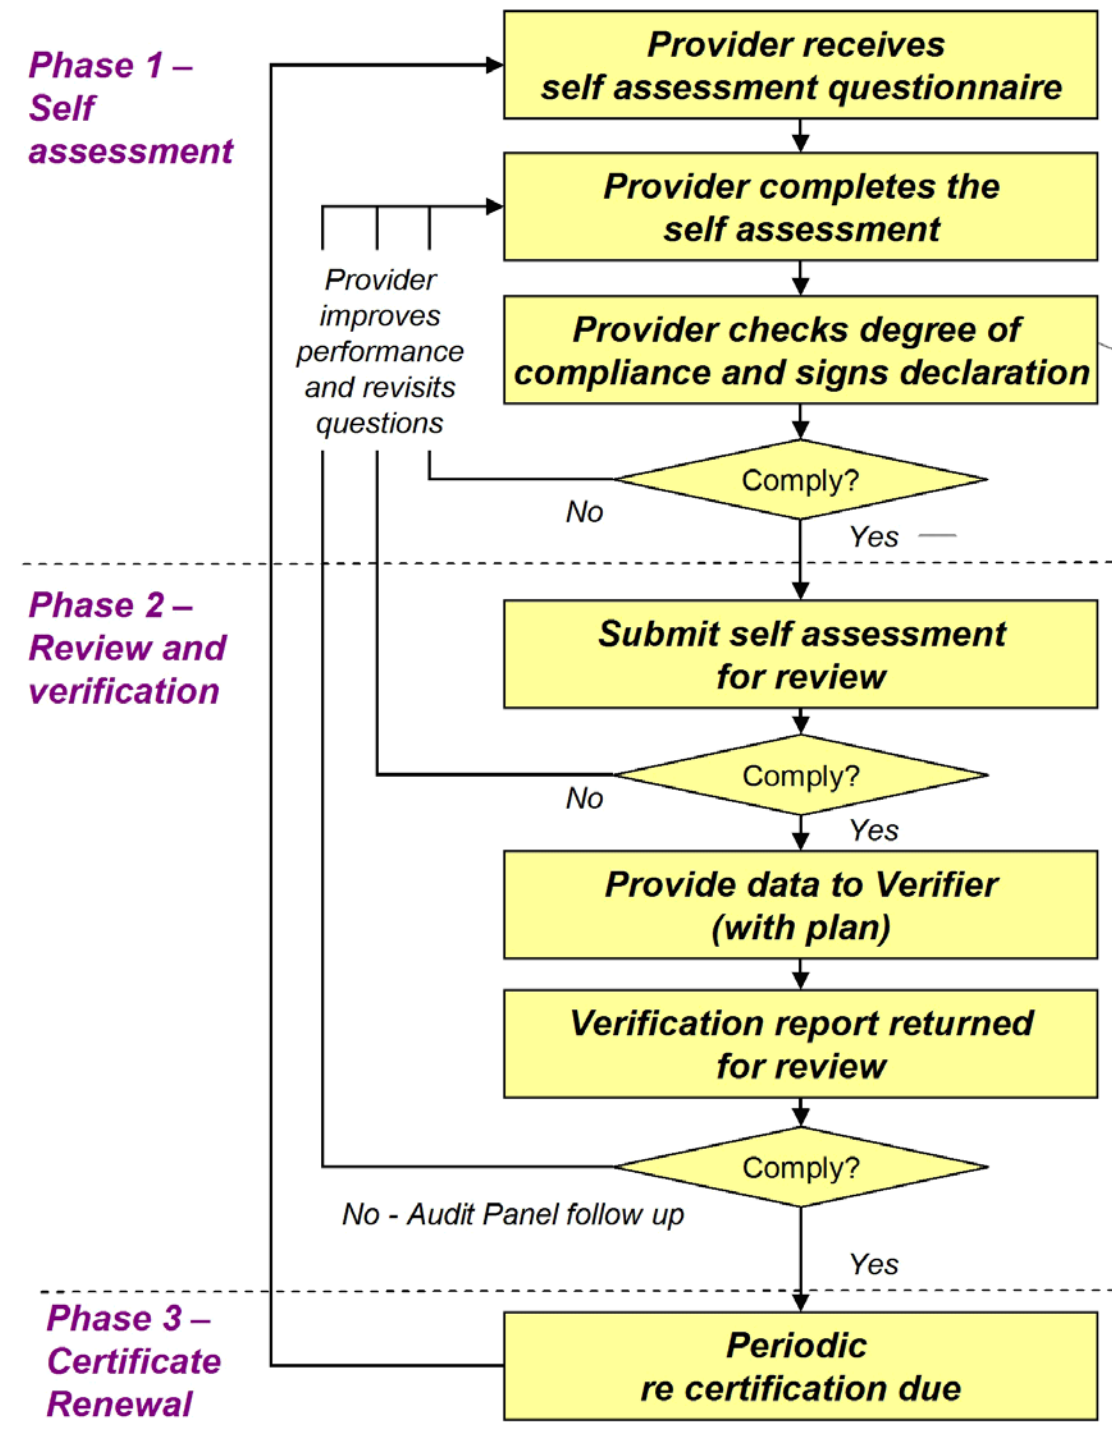 Phase 1 –
Self
assessment
Provider receives
self assessment questionnaire
Provider completes the
self assessment
Provider
improves
performance
and revisits
questions
Provider checks degree of
compliance and signs declaration
Comply?
No
Yes
Phase 2 –
Review and
verification
Submit self assessment
for review
Comply?
No
Yes
Provide data to Verifier
(with plan)
Verification report returned
for review
Comply?
No - Audit Panel follow up
Yes
Phase 3 –
Certificate
Renewal
Periodic
re certification due